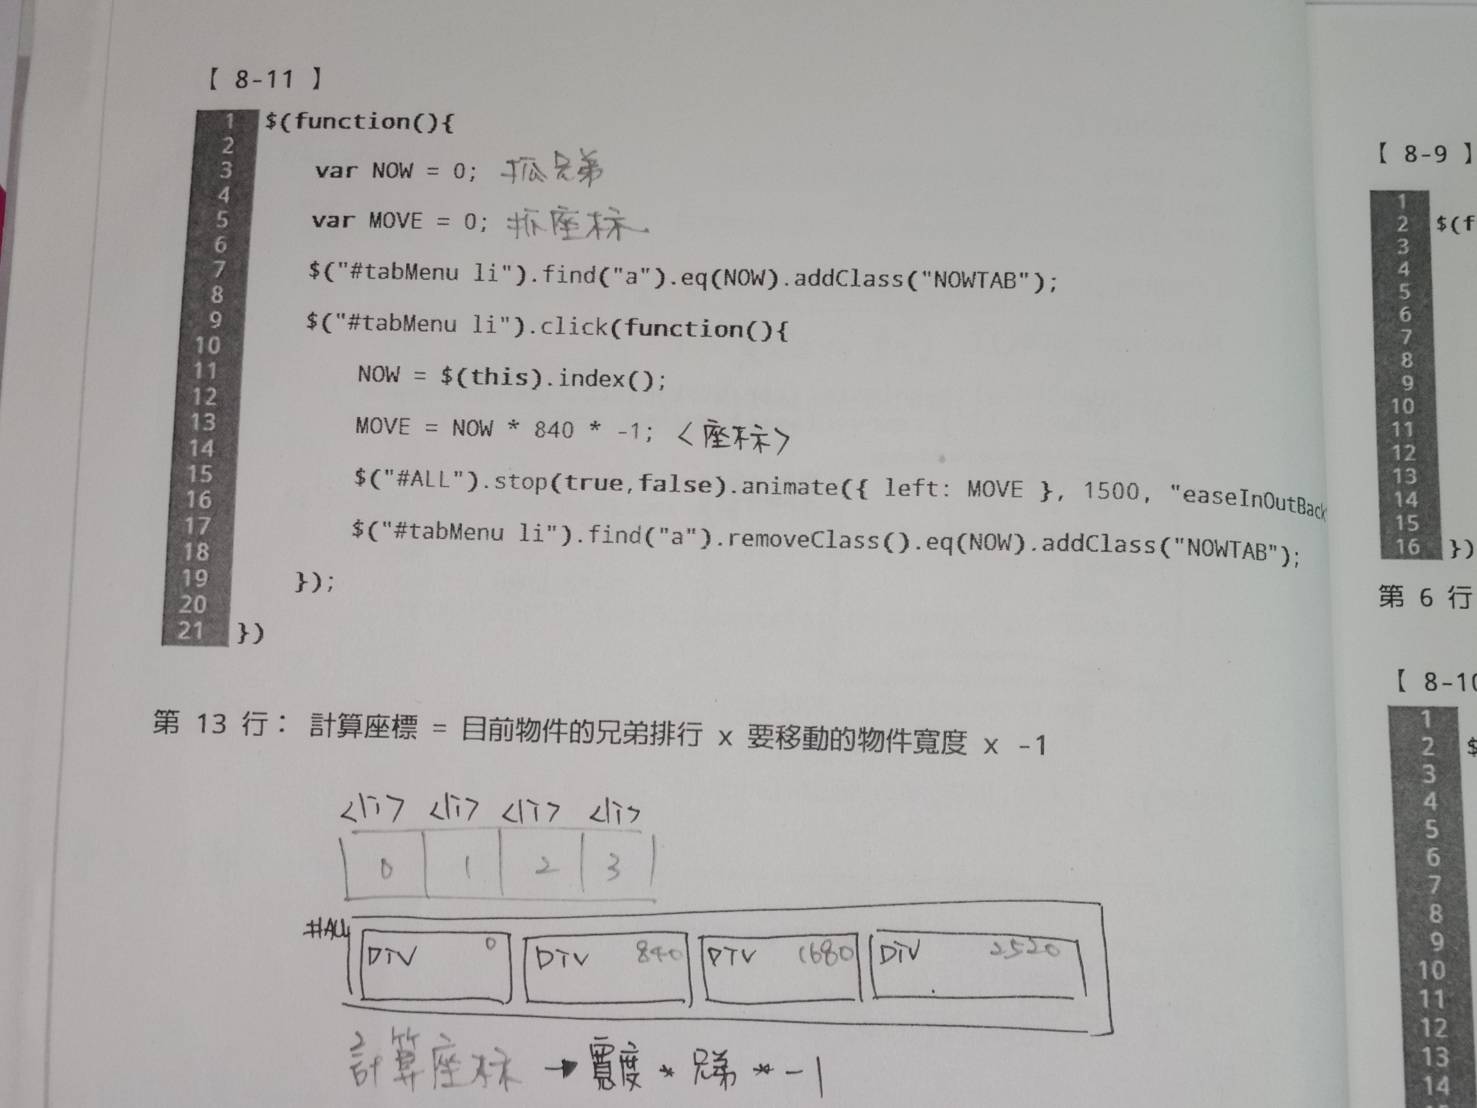 【 8-11 】
1 $(function(){
2
3 var NOW = 0; 抓兄弟
4
5 var MOVE = 0; 抓座标
6
7 $("#tabMenu li").find("a").eq(NOW).addClass("NOWTAB");
8
9 $("#tabMenu li").click(function(){
10
11 NOW = $(this).index();
12
13 MOVE = NOW * 840 * -1; <座标>
14
15 $("#ALL").stop(true,false).animate({ left: MOVE }, 1500, "easeInOutBack
16
17 $("#tabMenu li").find("a").removeClass().eq(NOW).addClass("NOWTAB");
18
19 });
20
21 })
第 13 行： 計算座標 = 目前物件的兄弟排行 x 要移動的物件寬度 x -1
<li> <li> <li> <li>
0 1 2 3
#ALL
DIV 0 DIV 840 DIV 1680 DIV 2520
計算座标 → 寬度 * 兄弟 * -1
【 8-9 】
1
2 $(f
3
4
5
6
7
8
9
10
11
12
13
14
15
16 })
第 6 行
【 8-10
1
2 $
3
4
5
6
7
8
9
10
11
12
13
14